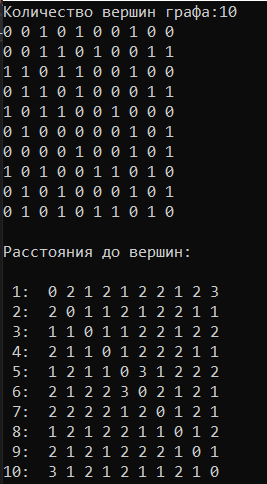 Количество вершин графа:10
0 0 1 0 1 0 0 1 0 0
0 0 1 1 0 1 0 0 1 1
1 1 0 1 1 0 0 1 0 0
0 1 1 0 1 0 0 0 1 1
1 0 1 1 0 0 1 0 0 0
0 1 0 0 0 0 0 1 0 1
0 0 0 0 1 0 0 1 0 1
1 0 1 0 0 1 1 0 1 0
0 1 0 1 0 0 0 1 0 1
0 1 0 1 0 1 1 0 1 0
Расстояния до вершин:
1: 0 2 1 2 1 2 2 1 2 3
2: 2 0 1 1 2 1 2 2 1 1
3: 1 1 0 1 1 2 2 1 2 2
4: 2 1 1 0 1 2 2 2 1 1
5: 1 2 1 1 0 3 1 2 2 2
6: 2 1 2 2 3 0 2 1 2 1
7: 2 2 2 2 1 2 0 1 2 1
8: 1 2 1 2 2 1 1 0 1 2
9: 2 1 2 1 2 2 2 1 0 1
10: 3 1 2 1 2 1 1 2 1 0